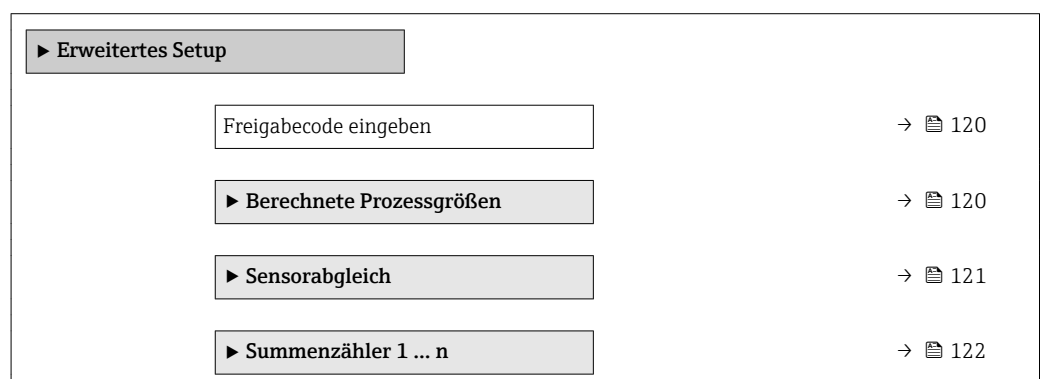 ▶ Erweitertes Setup
Freigabecode eingeben → 120
▶ Berechnete Prozessgrößen → 120
▶ Sensorabgleich → 121
▶ Summenzähler 1 … n → 122